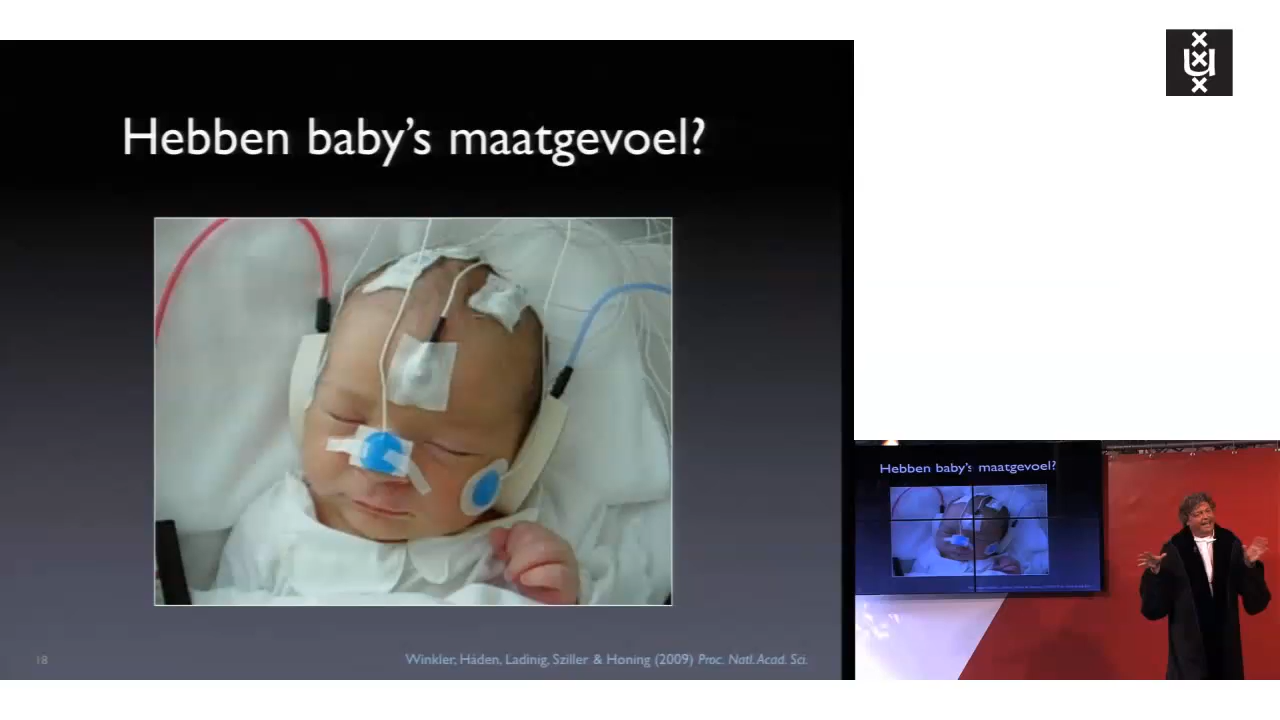 Hebben baby's maatgevoel?
18
Winkler, Háden, Ladinig, Sziller & Honing (2009) Proc. Natl. Acad. Sci.
Hebben baby's maatgevoel?